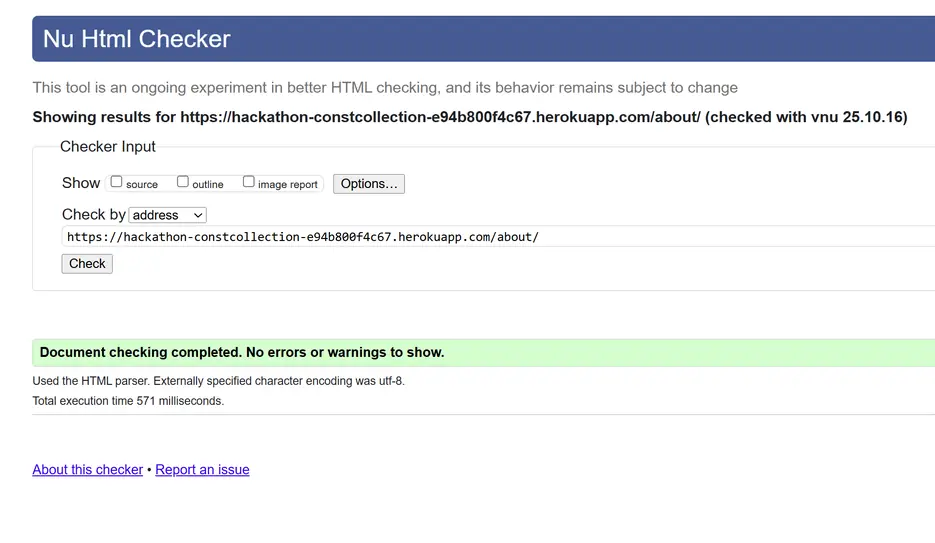 Nu Html Checker
This tool is an ongoing experiment in better HTML checking, and its behavior remains subject to change
Showing results for https://hackathon-constcollection-e94b800f4c67.herokuapp.com/about/ (checked with vnu 25.10.16)
Checker Input
Show source outline image report Options…
Check by address
https://hackathon-constcollection-e94b800f4c67.herokuapp.com/about/
Check
Document checking completed. No errors or warnings to show.
Used the HTML parser. Externally specified character encoding was utf-8.
Total execution time 571 milliseconds.
About this checker • Report an issue